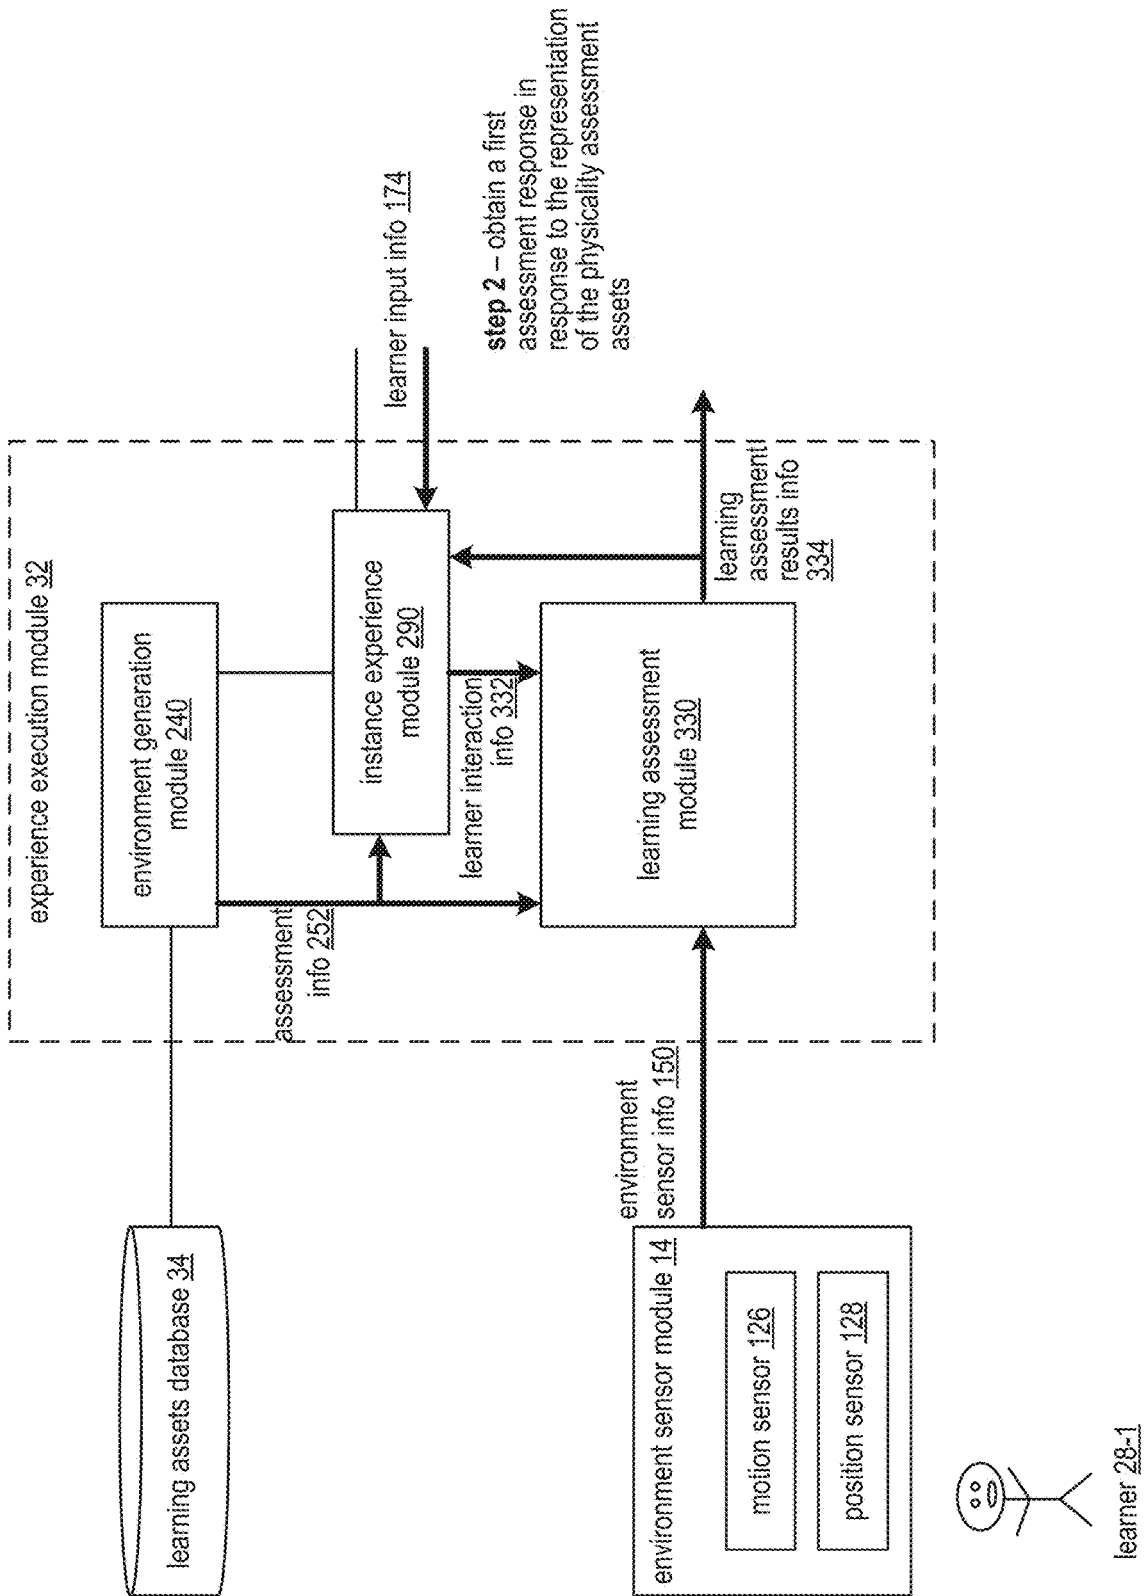 experience execution module 32
learning assets database 34
environment generation
module 240
assessment
info 252
instance experience
module 290
learner input info 174
learner interaction
info 332
step 2 – obtain a first
assessment response in
response to the representation
of the physicality assessment
assets
environment sensor module 14
motion sensor 126
position sensor 128
environment
sensor info 150
learning assessment
module 330
learning
assessment
results info
334
learner 28-1